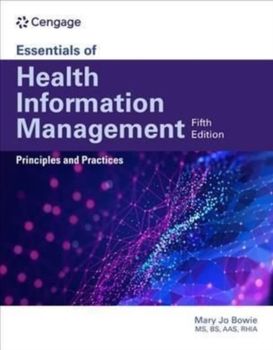 Cengage
Essentials of
Health
Information
Management
Fifth
Edition
Principles and Practices
Mary Jo Bowie
MS, BS, AAS, RHIA